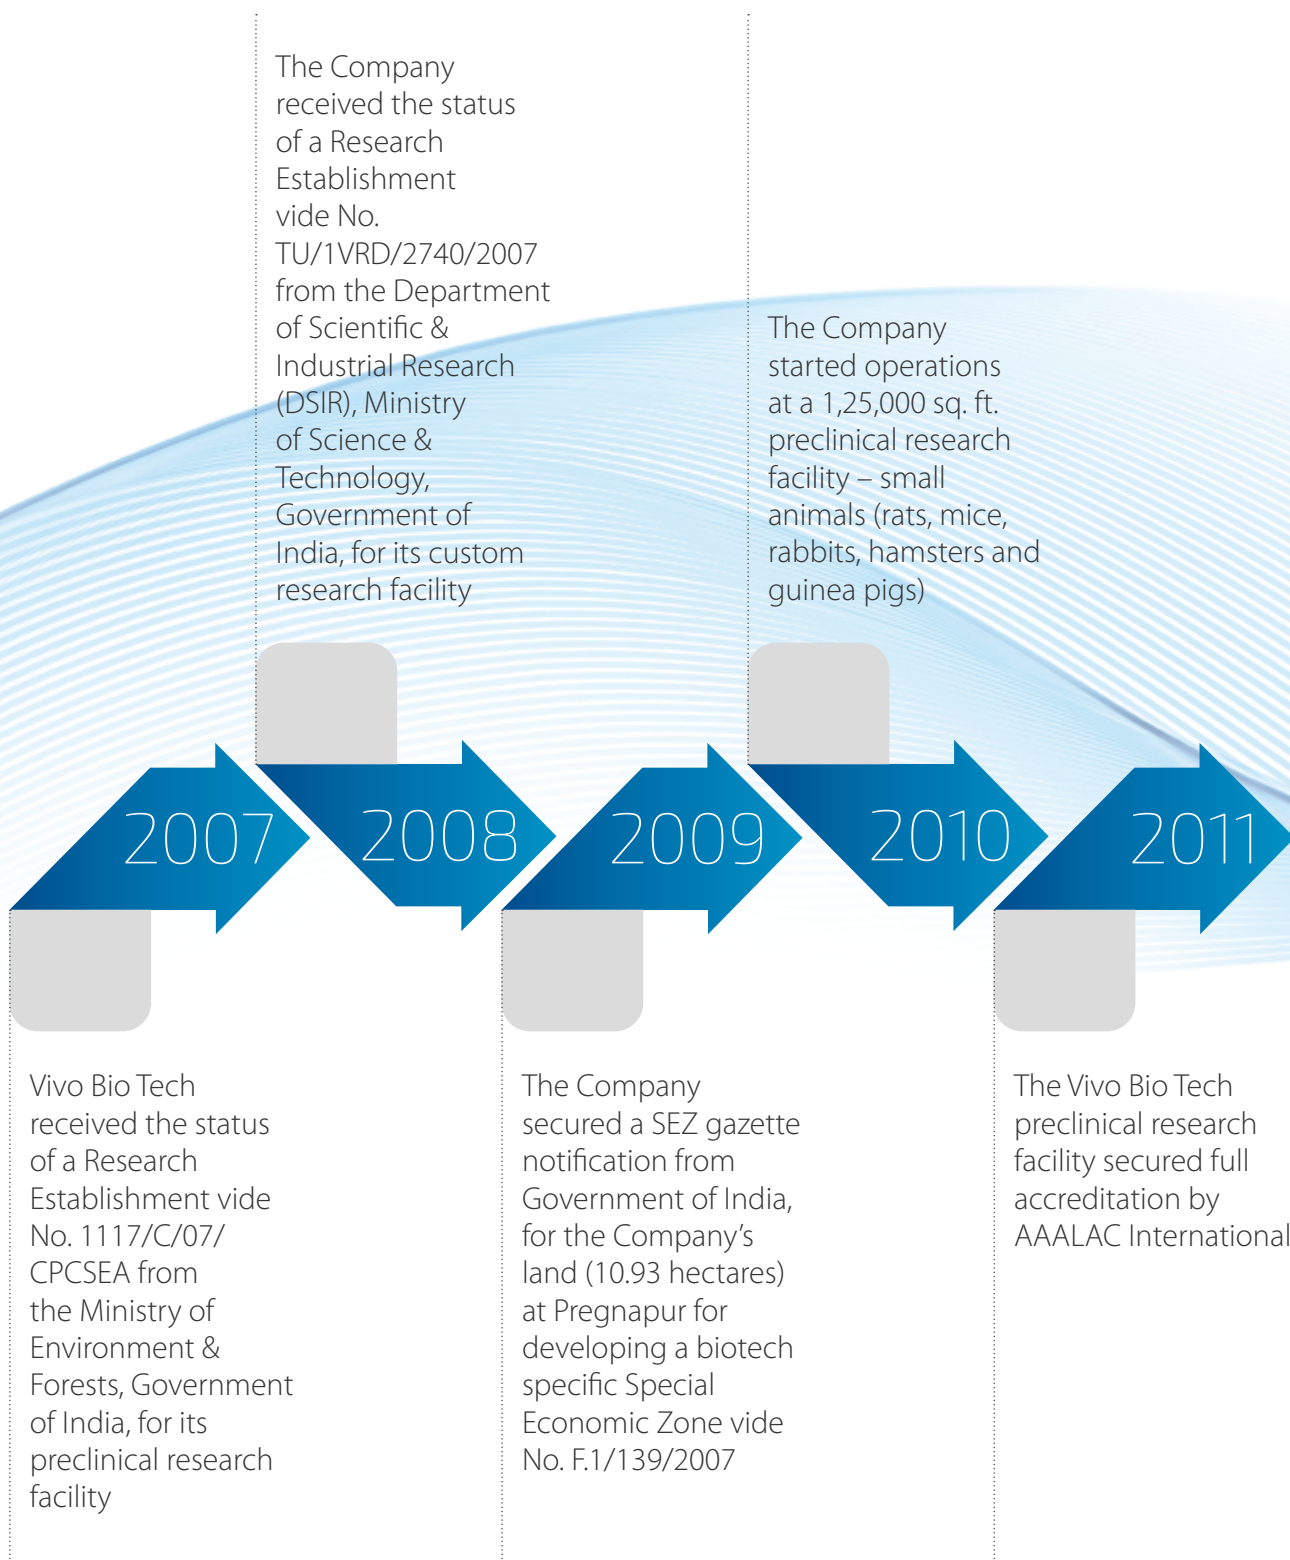 The Company
received the status
of a Research
Establishment
vide No.
TU/1VRD/2740/2007
from the Department
of Scientific &
Industrial Research
(DSIR), Ministry
of Science &
Technology,
Government of
India, for its custom
research facility
The Company
started operations
at a 1,25,000 sq. ft.
preclinical research
facility – small
animals (rats, mice,
rabbits, hamsters and
guinea pigs)
2007
2008
2009
2010
2011
Vivo Bio Tech
received the status
of a Research
Establishment vide
No. 1117/C/07/
CPCSEA from
the Ministry of
Environment &
Forests, Government
of India, for its
preclinical research
facility
The Company
secured a SEZ gazette
notification from
Government of India,
for the Company’s
land (10.93 hectares)
at Pregnapur for
developing a biotech
specific Special
Economic Zone vide
No. F.1/139/2007
The Vivo Bio Tech
preclinical research
facility secured full
accreditation by
AAALAC International